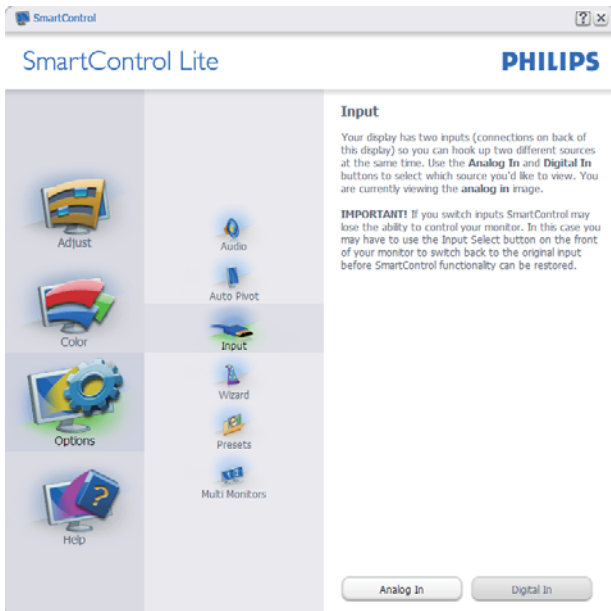 SmartControl
SmartControl Lite
PHILIPS
Adjust
Color
Options
Help
Audio
Auto Pivot
Input
Wizard
Presets
Multi Monitors
Input
Your display has two inputs (connections on back of
this display) so you can hook up two different sources
at the same time. Use the Analog In and Digital In
buttons to select which source you'd like to view. You
are currently viewing the analog in image.
IMPORTANT! If you switch inputs SmartControl may
lose the ability to control your monitor. In this case you
may have to use the Input Select button on the front
of your monitor to switch back to the original input
before SmartControl functionality can be restored.
Analog In
Digital In